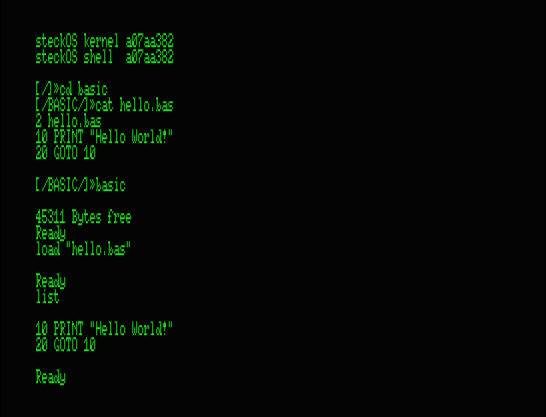 steckOS kernel a07aa382
steckOS shell  a07aa382
[/]»cd basic
[/BASIC/]»cat hello.bas
2 hello.bas
10 PRINT "Hello World!"
20 GOTO 10
[/BASIC/]»basic
45311 Bytes free
Ready
load "hello.bas"
Ready
list
10 PRINT "Hello World!"
20 GOTO 10
Ready